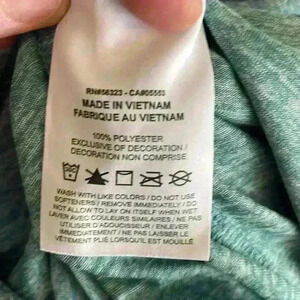 RN#56323 - CA#05553
MADE IN VIETNAM
FABRIQUE AU VIETNAM
100% POLYESTER
EXCLUSIVE OF DECORATION /
DECORATION NON COMPRISE
WASH WITH LIKE COLORS / DO NOT USE
SOFTENERS / REMOVE IMMEDIATELY / DO
NOT ALLOW TO LAY ON ITSELF WHEN WET
LAVER AVEC COULEURS SIMILAIRES / NE PAS
UTILISER D'ADOUCISSANT / ENLEVER
IMMÉDIATEMENT / NE PAS LAISSER LE
VÊTEMENT PLIÉ LORSQU'IL EST MOUILLÉ